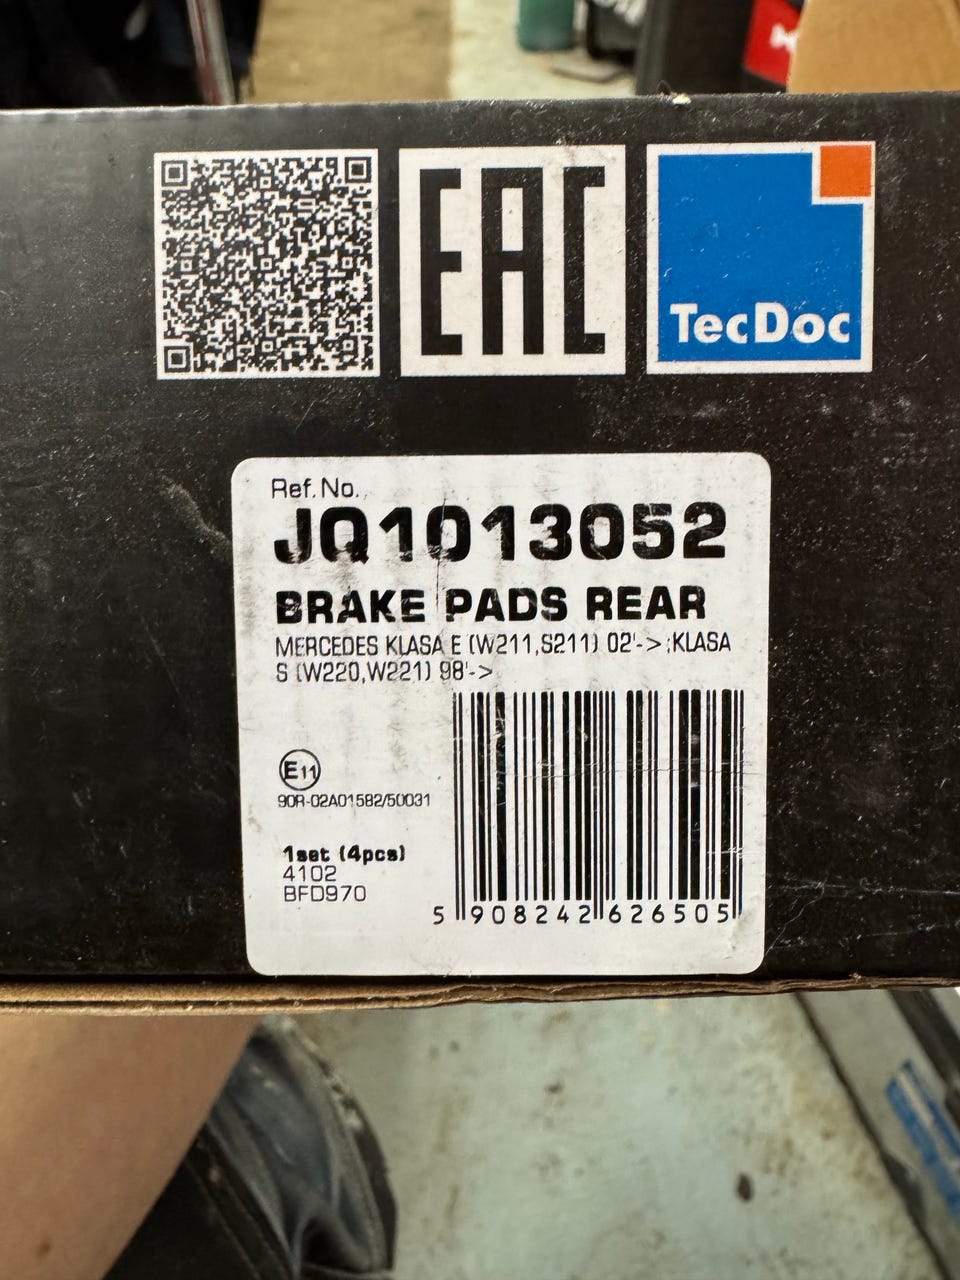 EAC
TecDoc
Ref. No.
JQ1013052
BRAKE PADS REAR
MERCEDES KLASA E (W211,S211) 02'-> ;KLASA
S (W220,W221) 98'->
E11
90R-02A01582/50031
1set (4pcs)
4102
BFD970
5 908242 626505